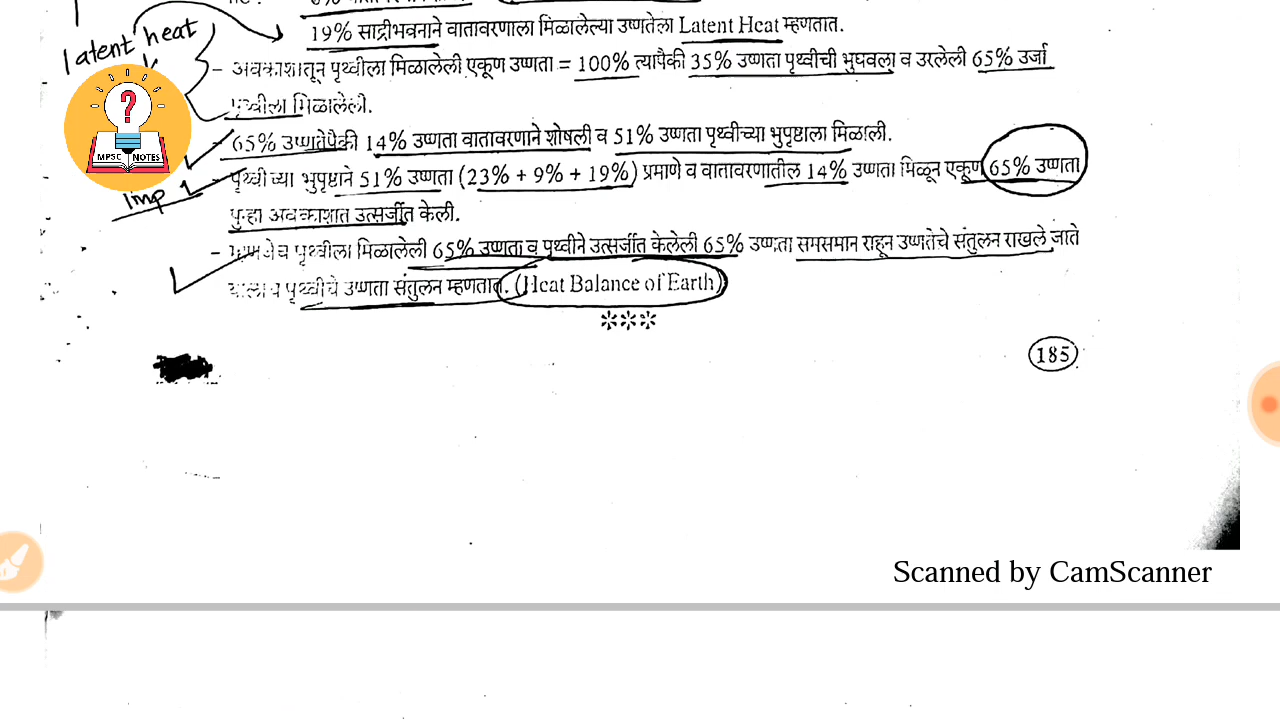 19% साद्रीभवनाने वातावरणाला मिळालेल्या उष्णतेला Latent Heat म्हणतात.
latent heat
- अवकाशातून पृथ्वीला मिळालेली एकूण उष्णता = 100% त्यापैकी 35% उष्णता पृथ्वीची भुधवला व उरलेली 65% उर्जा
पृथ्वीला मिळालेली.
- 65% उष्णतेपैकी 14% उष्णता वातावरणाने शोषली व 51% उष्णता पृथ्वीच्या भुपृष्ठाला मिळाली.
MPSC NOTES
- पृथ्वीच्या भुपृष्ठाने 51% उष्णता (23% + 9% + 19%) प्रमाणे व वातावरणातील 14% उष्णता मिळून एकूण 65% उष्णता
Imp
पुन्हा अवकाशात उत्सर्जीत केली.
- म्हणजेच पृथ्वीला मिळालेली 65% उष्णता व पृथ्वीने उत्सर्जीत केलेली 65% उष्णता समसमान राहून उष्णतेचे संतुलन राखले जाते
यालाच पृथ्वीचे उष्णता संतुलन म्हणतात. (Heat Balance of Earth)
185
Scanned by CamScanner